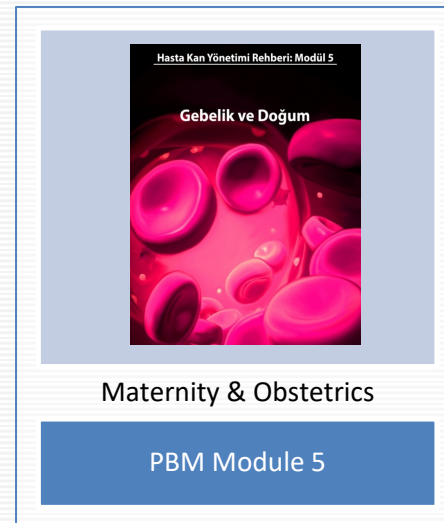 Hasta Kan Yönetimi Rehberi: Modül 5
Gebelik ve Doğum
Maternity & Obstetrics
PBM Module 5